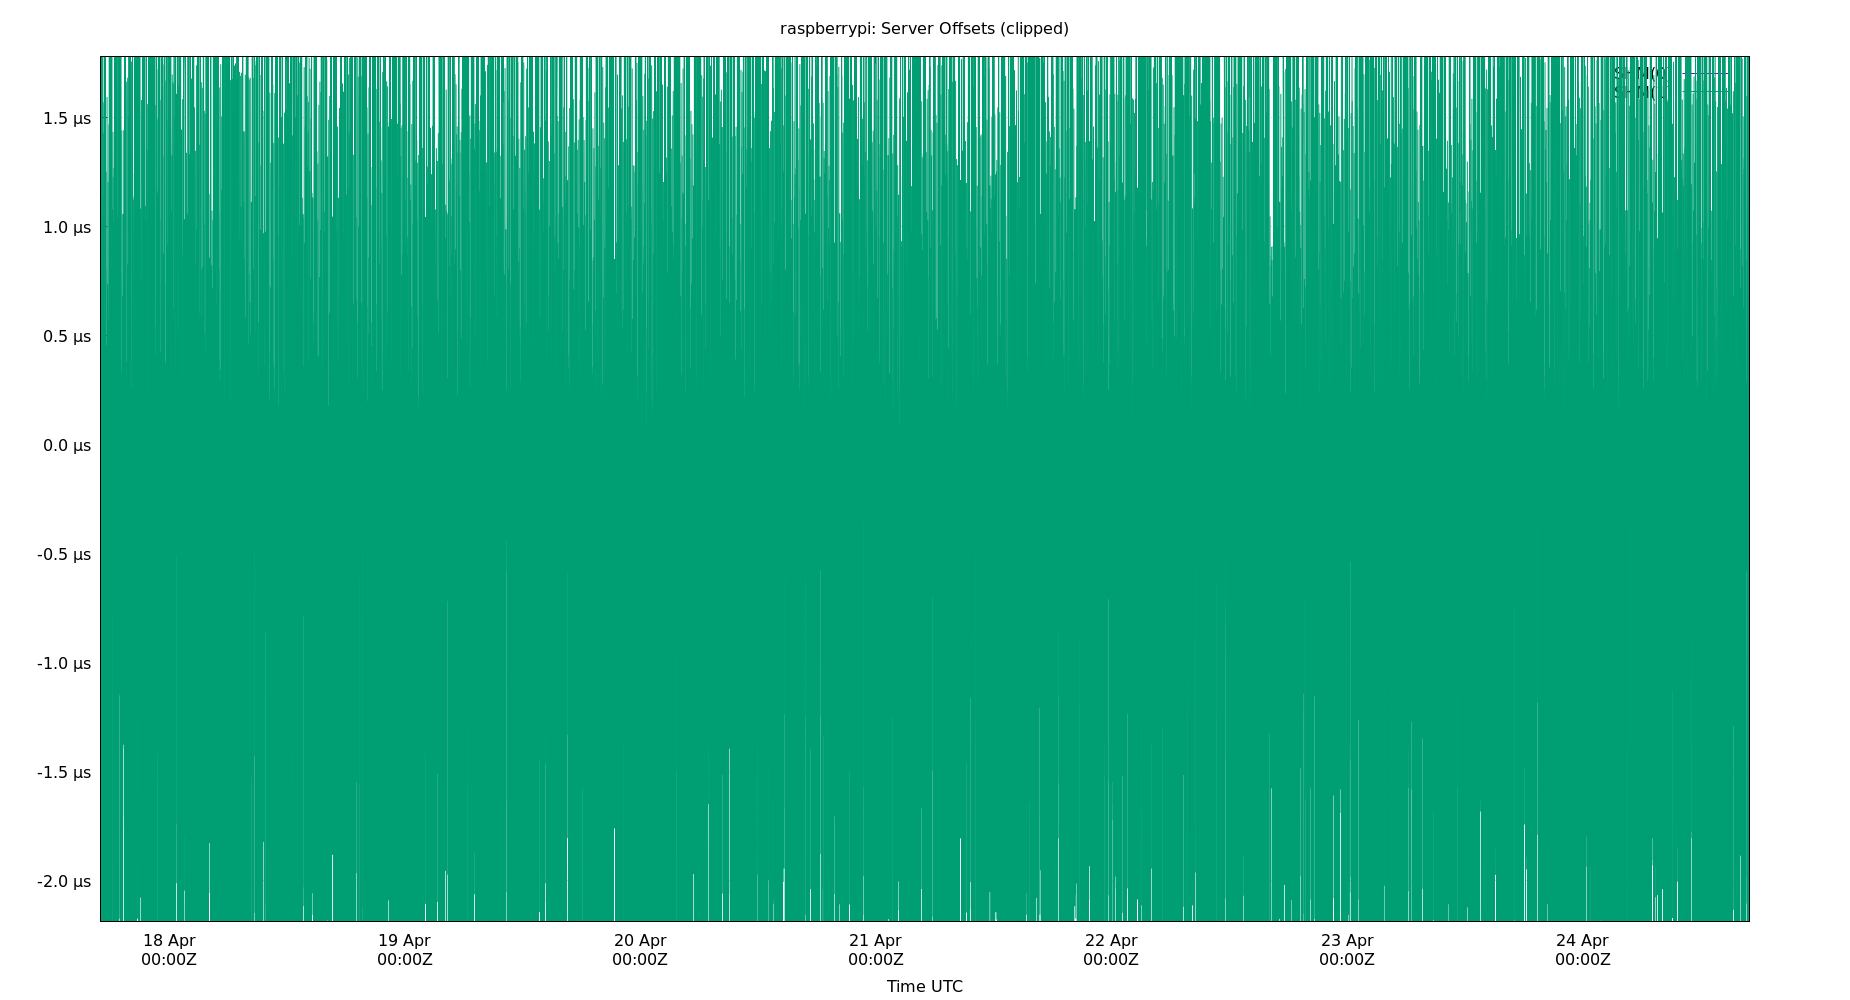 raspberrypi: Server Offsets (clipped)
1.5 µs
1.0 µs
0.5 µs
0.0 µs
-0.5 µs
-1.0 µs
-1.5 µs
-2.0 µs
18 Apr 19 Apr 20 Apr 21 Apr 22 Apr 23 Apr 24 Apr
00:00Z 00:00Z 00:00Z 00:00Z 00:00Z 00:00Z 00:00Z
Time UTC